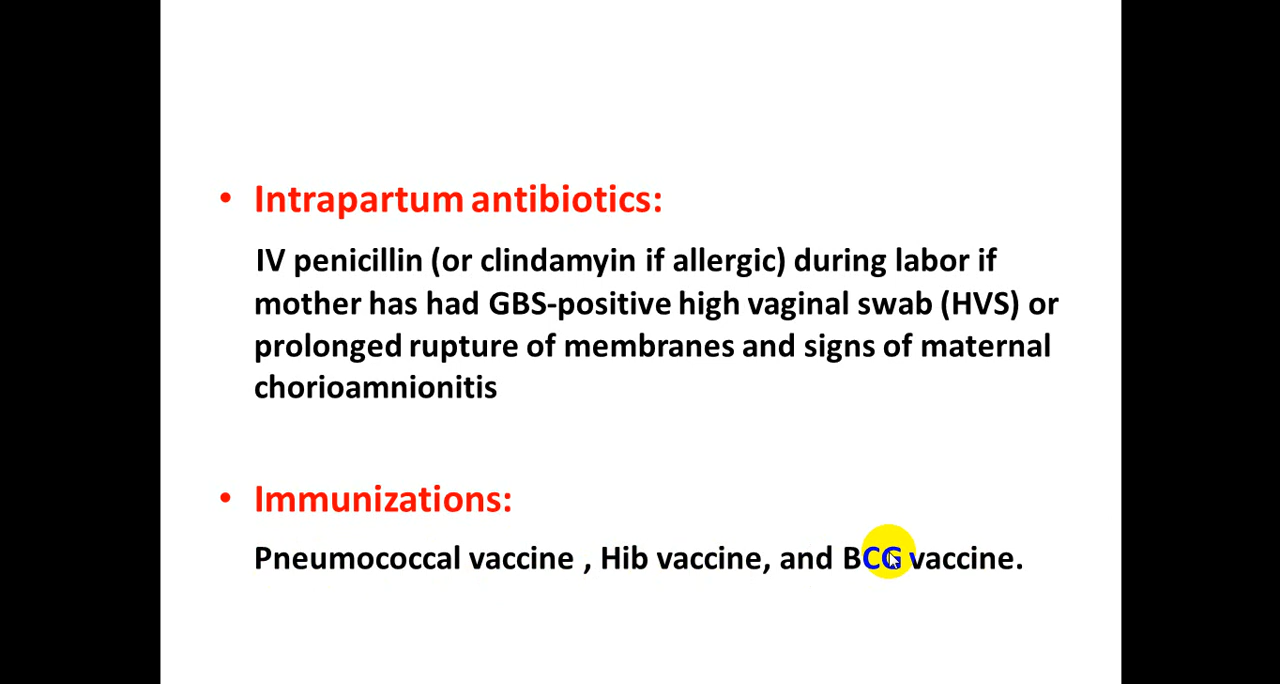 • Intrapartum antibiotics:
IV penicillin (or clindamyin if allergic) during labor if
mother has had GBS-positive high vaginal swab (HVS) or
prolonged rupture of membranes and signs of maternal
chorioamnionitis
• Immunizations:
Pneumococcal vaccine , Hib vaccine, and BCG vaccine.